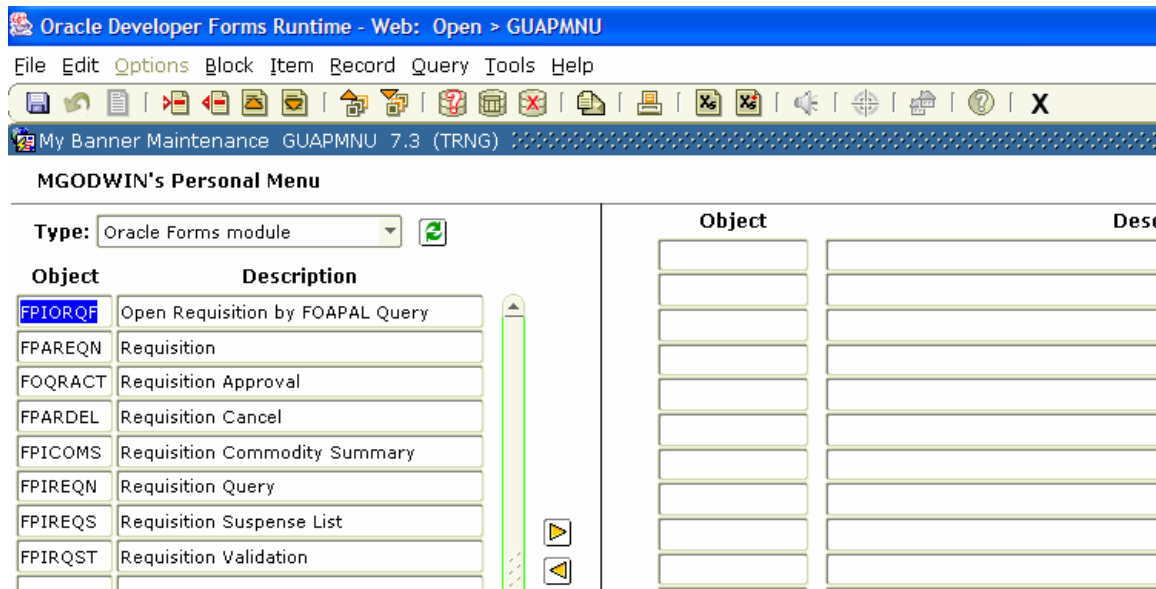 Oracle Developer Forms Runtime - Web: Open > GUAPMNU
File Edit Options Block Item Record Query Tools Help
My Banner Maintenance GUAPMNU 7.3 (TRNG)
MGODWIN's Personal Menu
Type: Oracle Forms module
Object Description
FPIORQF Open Requisition by FOAPAL Query
FPAREQN Requisition
FOQRACT Requisition Approval
FPARDEL Requisition Cancel
FPICOMS Requisition Commodity Summary
FPIREQN Requisition Query
FPIREQS Requisition Suspense List
FPIRQST Requisition Validation
Object Desc